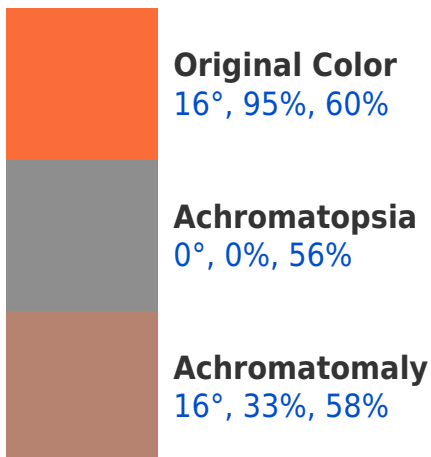 Original Color
16°, 95%, 60%
Achromatopsia
0°, 0%, 56%
Achromatomaly
16°, 33%, 58%